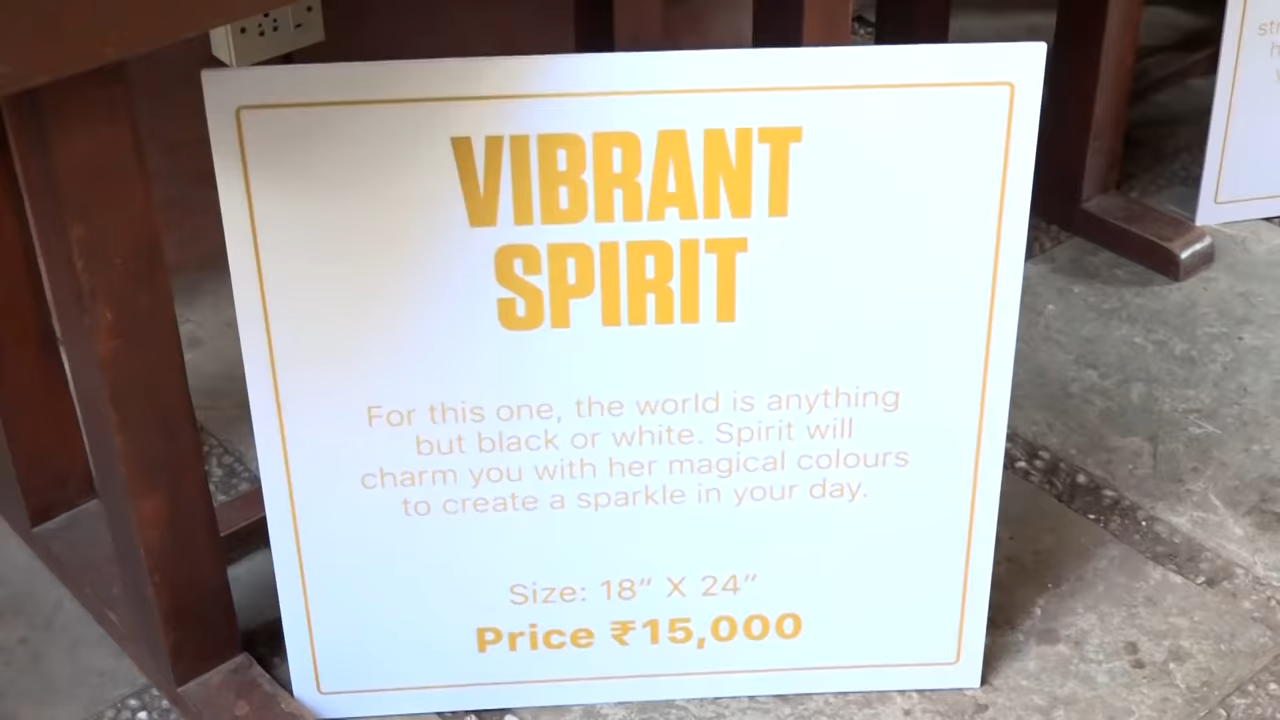 VIBRANT
SPIRIT
For this one, the world is anything
but black or white. Spirit will
charm you with her magical colours
to create a sparkle in your day.
Size: 18” X 24”
Price ₹15,000